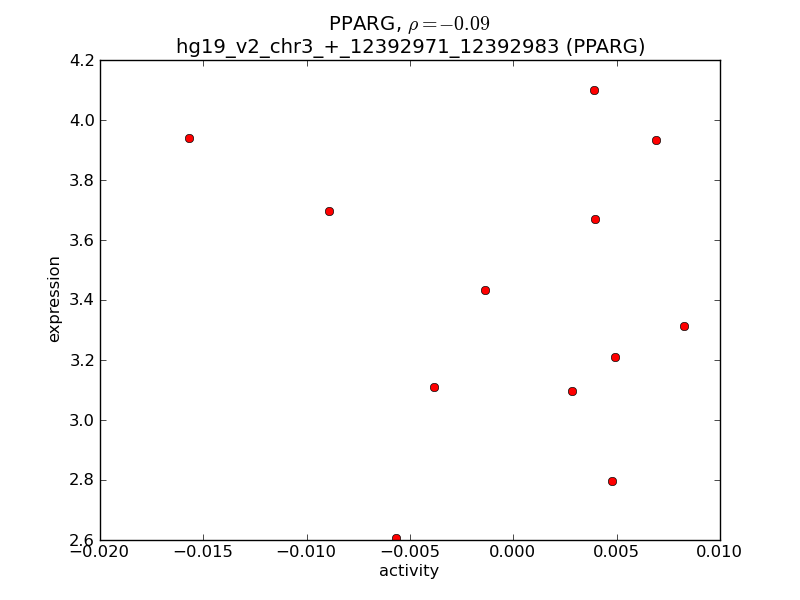 PPARG, ρ = −0.09
hg19_v2_chr3_+_12392971_12392983 (PPARG)
4.2
4.0
3.8
3.6
3.4
3.2
3.0
2.8
2.6
expression
−0.020 −0.015 −0.010 −0.005 0.000 0.005 0.010
activity